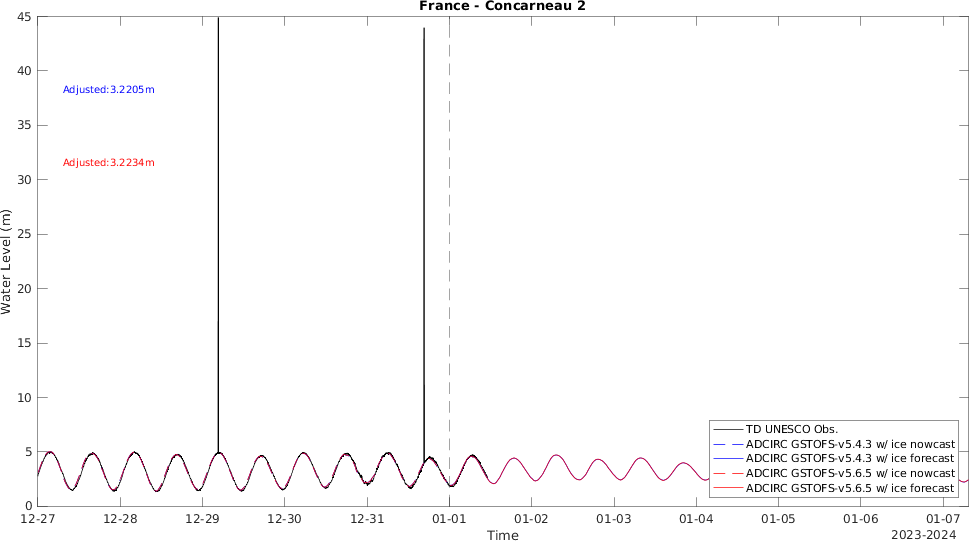 France - Concarneau 2
45
40
35
30
25
20
15
10
5
0
Water Level (m)
Adjusted:3.2205m
Adjusted:3.2234m
TD UNESCO Obs.
ADCIRC GSTOFS-v5.4.3 w/ ice nowcast
ADCIRC GSTOFS-v5.4.3 w/ ice forecast
ADCIRC GSTOFS-v5.6.5 w/ ice nowcast
ADCIRC GSTOFS-v5.6.5 w/ ice forecast
12-27 12-28 12-29 12-30 12-31 01-01 01-02 01-03 01-04 01-05 01-06 01-07
Time
2023-2024